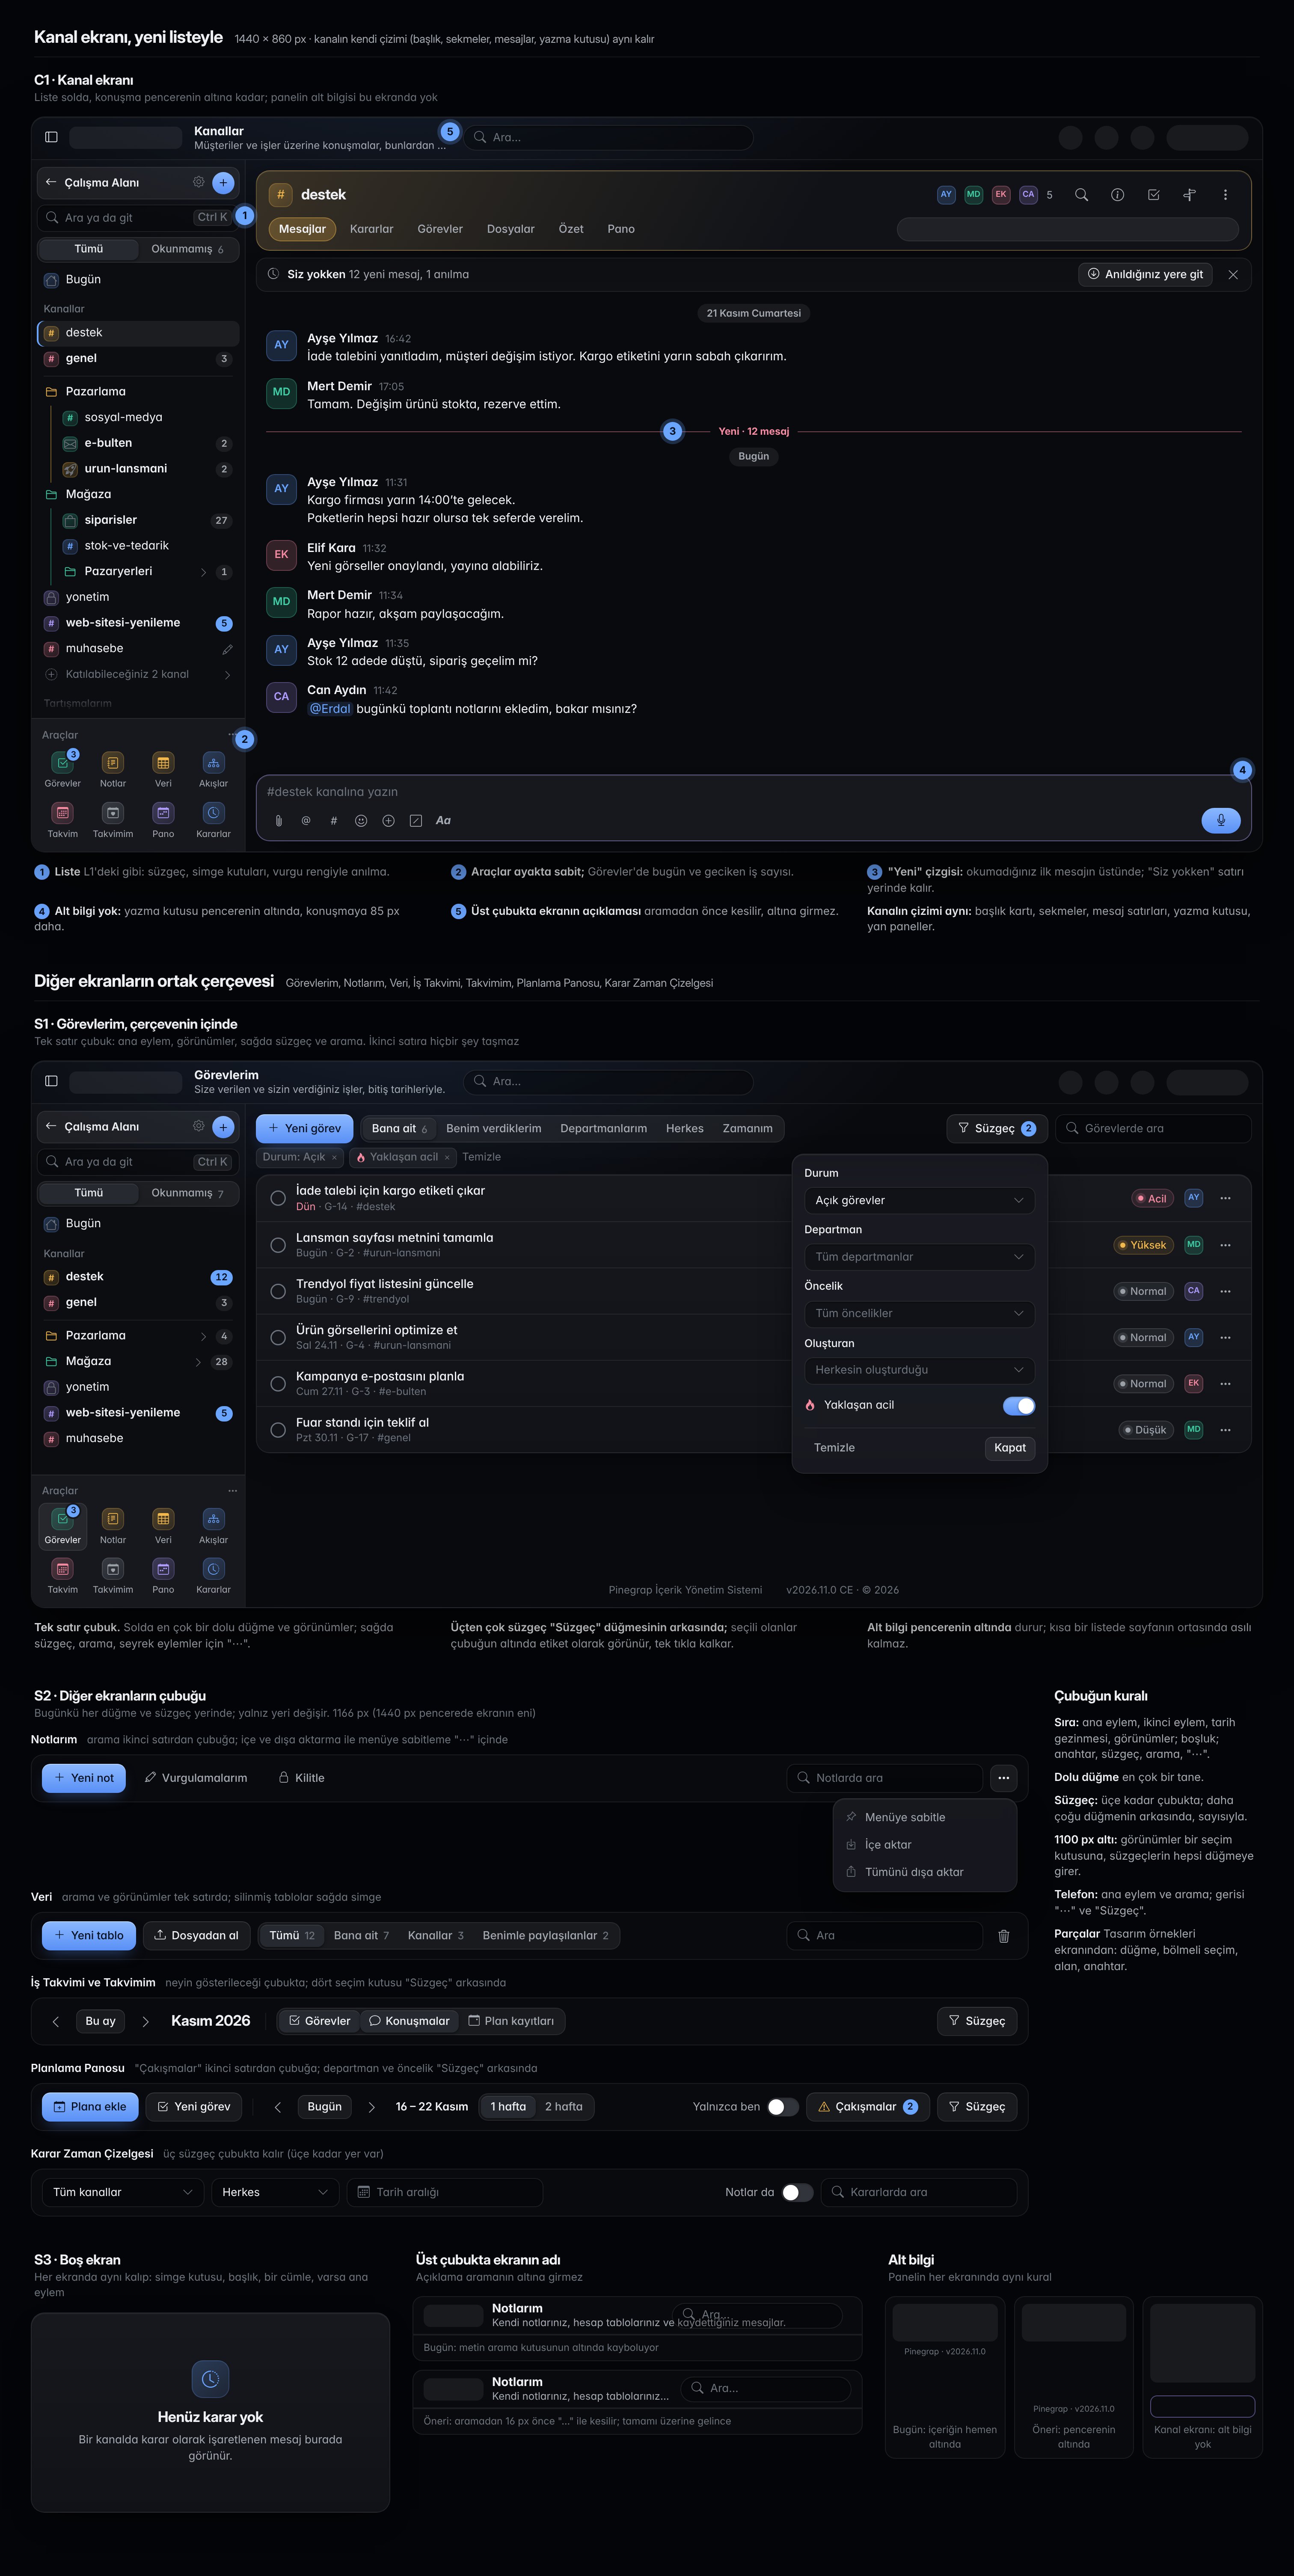 Kanal ekranı, yeni listeyle 1440 × 860 px · kanalın kendi çizimi (başlık, sekmeler, mesajlar, yazma kutusu) aynı kalır
C1 · Kanal ekranı
Liste solda, konuşma pencerenin altına kadar; panelin alt bilgisi bu ekranda yok
Kanallar
Müşteriler ve işler üzerine konuşmalar, bunlardan ...
5
Ara...
Çalışma Alanı
Ara ya da git Ctrl K
1
Tümü Okunmamış 6
Bugün
Kanallar
# destek
# genel 3
Pazarlama
# sosyal-medya
e-bulten 2
urun-lansmani 2
Mağaza
siparisler 27
# stok-ve-tedarik
Pazaryerleri 1
yonetim
# web-sitesi-yenileme 5
# muhasebe
Katılabileceğiniz 2 kanal
Tartışmalarım
Araçlar
2
3
Görevler Notlar Veri Akışlar
Takvim Takvimim Pano Kararlar
# destek
AY MD EK CA 5
Mesajlar Kararlar Görevler Dosyalar Özet Pano
Siz yokken 12 yeni mesaj, 1 anılma
Anıldığınız yere git
21 Kasım Cumartesi
AY Ayşe Yılmaz 16:42
İade talebini yanıtladım, müşteri değişim istiyor. Kargo etiketini yarın sabah çıkarırım.
MD Mert Demir 17:05
Tamam. Değişim ürünü stokta, rezerve ettim.
3
Yeni · 12 mesaj
Bugün
AY Ayşe Yılmaz 11:31
Kargo firması yarın 14:00'te gelecek.
Paketlerin hepsi hazır olursa tek seferde verelim.
EK Elif Kara 11:32
Yeni görseller onaylandı, yayına alabiliriz.
MD Mert Demir 11:34
Rapor hazır, akşam paylaşacağım.
AY Ayşe Yılmaz 11:35
Stok 12 adede düştü, sipariş geçelim mi?
CA Can Aydın 11:42
@Erdal bugünkü toplantı notlarını ekledim, bakar mısınız?
4
#destek kanalına yazın
@ # Aa
1 Liste L1'deki gibi: süzgeç, simge kutuları, vurgu rengiyle anılma.
2 Araçlar ayakta sabit; Görevler'de bugün ve geciken iş sayısı.
3 "Yeni" çizgisi: okumadığınız ilk mesajın üstünde; "Siz yokken" satırı
yerinde kalır.
4 Alt bilgi yok: yazma kutusu pencerenin altında, konuşmaya 85 px
daha.
5 Üst çubukta ekranın açıklaması aramadan önce kesilir, altına girmez.
Kanalın çizimi aynı: başlık kartı, sekmeler, mesaj satırları, yazma kutusu,
yan paneller.
Diğer ekranların ortak çerçevesi Görevlerim, Notlarım, Veri, İş Takvimi, Takvimim, Planlama Panosu, Karar Zaman Çizelgesi
S1 · Görevlerim, çerçevenin içinde
Tek satır çubuk: ana eylem, görünümler, sağda süzgeç ve arama. İkinci satıra hiçbir şey taşmaz
Görevlerim
Size verilen ve sizin verdiğiniz işler, bitiş tarihleriyle.
Ara...
Çalışma Alanı
Ara ya da git Ctrl K
Tümü Okunmamış 7
Bugün
Kanallar
# destek 12
# genel 3
Pazarlama 4
Mağaza 28
yonetim
# web-sitesi-yenileme 5
# muhasebe
Araçlar ...
3
Görevler Notlar Veri Akışlar
Takvim Takvimim Pano Kararlar
+ Yeni görev
Bana ait 6 Benim verdiklerim Departmanlarım Herkes Zamanım
Süzgeç 2
Görevlerde ara
Durum: Açık × Yaklaşan acil × Temizle
İade talebi için kargo etiketi çıkar
Dün · G-14 · #destek
Acil AY ...
Lansman sayfası metnini tamamla
Bugün · G-2 · #urun-lansmani
Yüksek MD ...
Trendyol fiyat listesini güncelle
Bugün · G-9 · #trendyol
Normal CA ...
Ürün görsellerini optimize et
Sal 24.11 · G-4 · #urun-lansmani
Normal AY ...
Kampanya e-postasını planla
Cum 27.11 · G-3 · #e-bulten
Normal EK ...
Fuar standı için teklif al
Pzt 30.11 · G-17 · #genel
Düşük MD ...
Durum
Açık görevler
Departman
Tüm departmanlar
Öncelik
Tüm öncelikler
Oluşturan
Herkesin oluşturduğu
Yaklaşan acil
Temizle Kapat
Pinegrap İçerik Yönetim Sistemi v2026.11.0 CE · © 2026
Tek satır çubuk. Solda en çok bir dolu düğme ve görünümler; sağda
süzgeç, arama, seyrek eylemler için "···".
Üçten çok süzgeç "Süzgeç" düğmesinin arkasında; seçili olanlar
çubuğun altında etiket olarak görünür, tek tıkla kalkar.
Alt bilgi pencerenin altında durur; kısa bir listede sayfanın ortasında asılı
kalmaz.
S2 · Diğer ekranların çubuğu
Bugünkü her düğme ve süzgeç yerinde; yalnız yeri değişir. 1166 px (1440 px pencerede ekranın eni)
Notlarım arama ikinci satırdan çubuğa; içe ve dışa aktarma ile menüye sabitleme "···" içinde
+ Yeni not Vurgulamalarım Kilitle
Notlarda ara ...
Menüye sabitle
İçe aktar
Tümünü dışa aktar
Veri arama ve görünümler tek satırda; silinmiş tablolar sağda simge
+ Yeni tablo Dosyadan al Tümü 12 Bana ait 7 Kanallar 3 Benimle paylaşılanlar 2 Ara
İş Takvimi ve Takvimim neyin gösterileceği çubukta; dört seçim kutusu "Süzgeç" arkasında
Bu ay Kasım 2026 Görevler Konuşmalar Plan kayıtları Süzgeç
Planlama Panosu "Çakışmalar" ikinci satırdan çubuğa; departman ve öncelik "Süzgeç" arkasında
Plana ekle Yeni görev Bugün 16 – 22 Kasım 1 hafta 2 hafta Yalnızca ben Çakışmalar 2 Süzgeç
Karar Zaman Çizelgesi üç süzgeç çubukta kalır (üçe kadar yer var)
Tüm kanallar Herkes Tarih aralığı Notlar da Kararlarda ara
Çubuğun kuralı
Sıra: ana eylem, ikinci eylem, tarih
gezinmesi, görünümler; boşluk;
anahtar, süzgeç, arama, "···".
Dolu düğme en çok bir tane.
Süzgeç: üçe kadar çubukta; daha
çoğu düğmenin arkasında, sayısıyla.
1100 px altı: görünümler bir seçim
kutusuna, süzgeçlerin hepsi düğmeye
girer.
Telefon: ana eylem ve arama; gerisi
"···" ve "Süzgeç".
Parçalar Tasarım örnekleri
ekranından: düğme, bölmeli seçim,
alan, anahtar.
S3 · Boş ekran
Her ekranda aynı kalıp: simge kutusu, başlık, bir cümle, varsa ana
eylem
Henüz karar yok
Bir kanalda karar olarak işaretlenen mesaj burada
görünür.
Üst çubukta ekranın adı
Açıklama aramanın altına girmez
Notlarım
Ara...
Kendi notlarınız, hesap tablolarınız ve kaydettiğiniz mesajlar.
Bugün: metin arama kutusunun altında kayboluyor
Notlarım
Kendi notlarınız, hesap tablolarınız...
Ara...
Öneri: aramadan 16 px önce "..." ile kesilir; tamamı üzerine gelince
Alt bilgi
Panelin her ekranında aynı kural
Pinegrap · v2026.11.0
Bugün: içeriğin hemen
altında
Pinegrap · v2026.11.0
Öneri: pencerenin
altında
Kanal ekranı: alt bilgi
yok